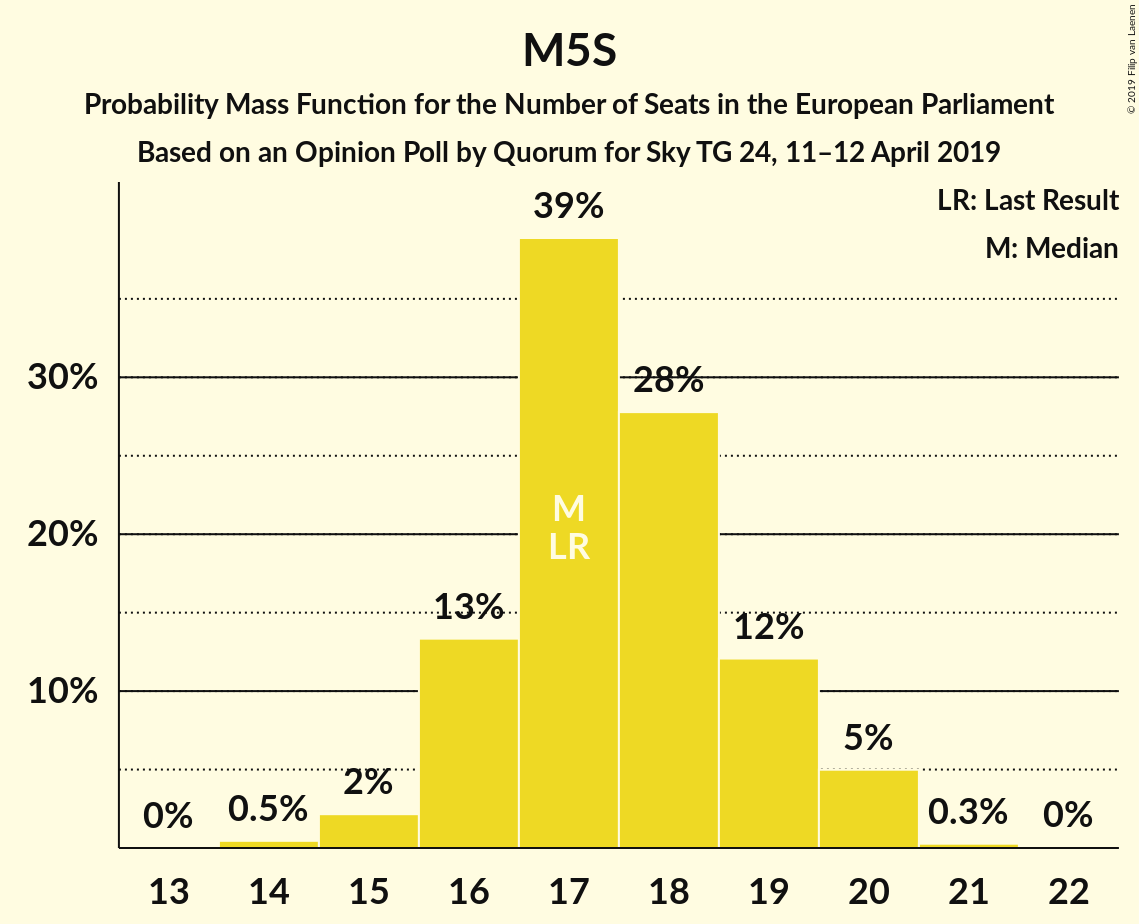 M5S
Probability Mass Function for the Number of Seats in the European Parliament
Based on an Opinion Poll by Quorum for Sky TG 24, 11–12 April 2019
© 2019 Filip van Laenen
LR: Last Result
M: Median
30%
20%
10%
0%
0.5%
2%
13%
39%
28%
12%
5%
0.3%
0%
M
LR
13 14 15 16 17 18 19 20 21 22